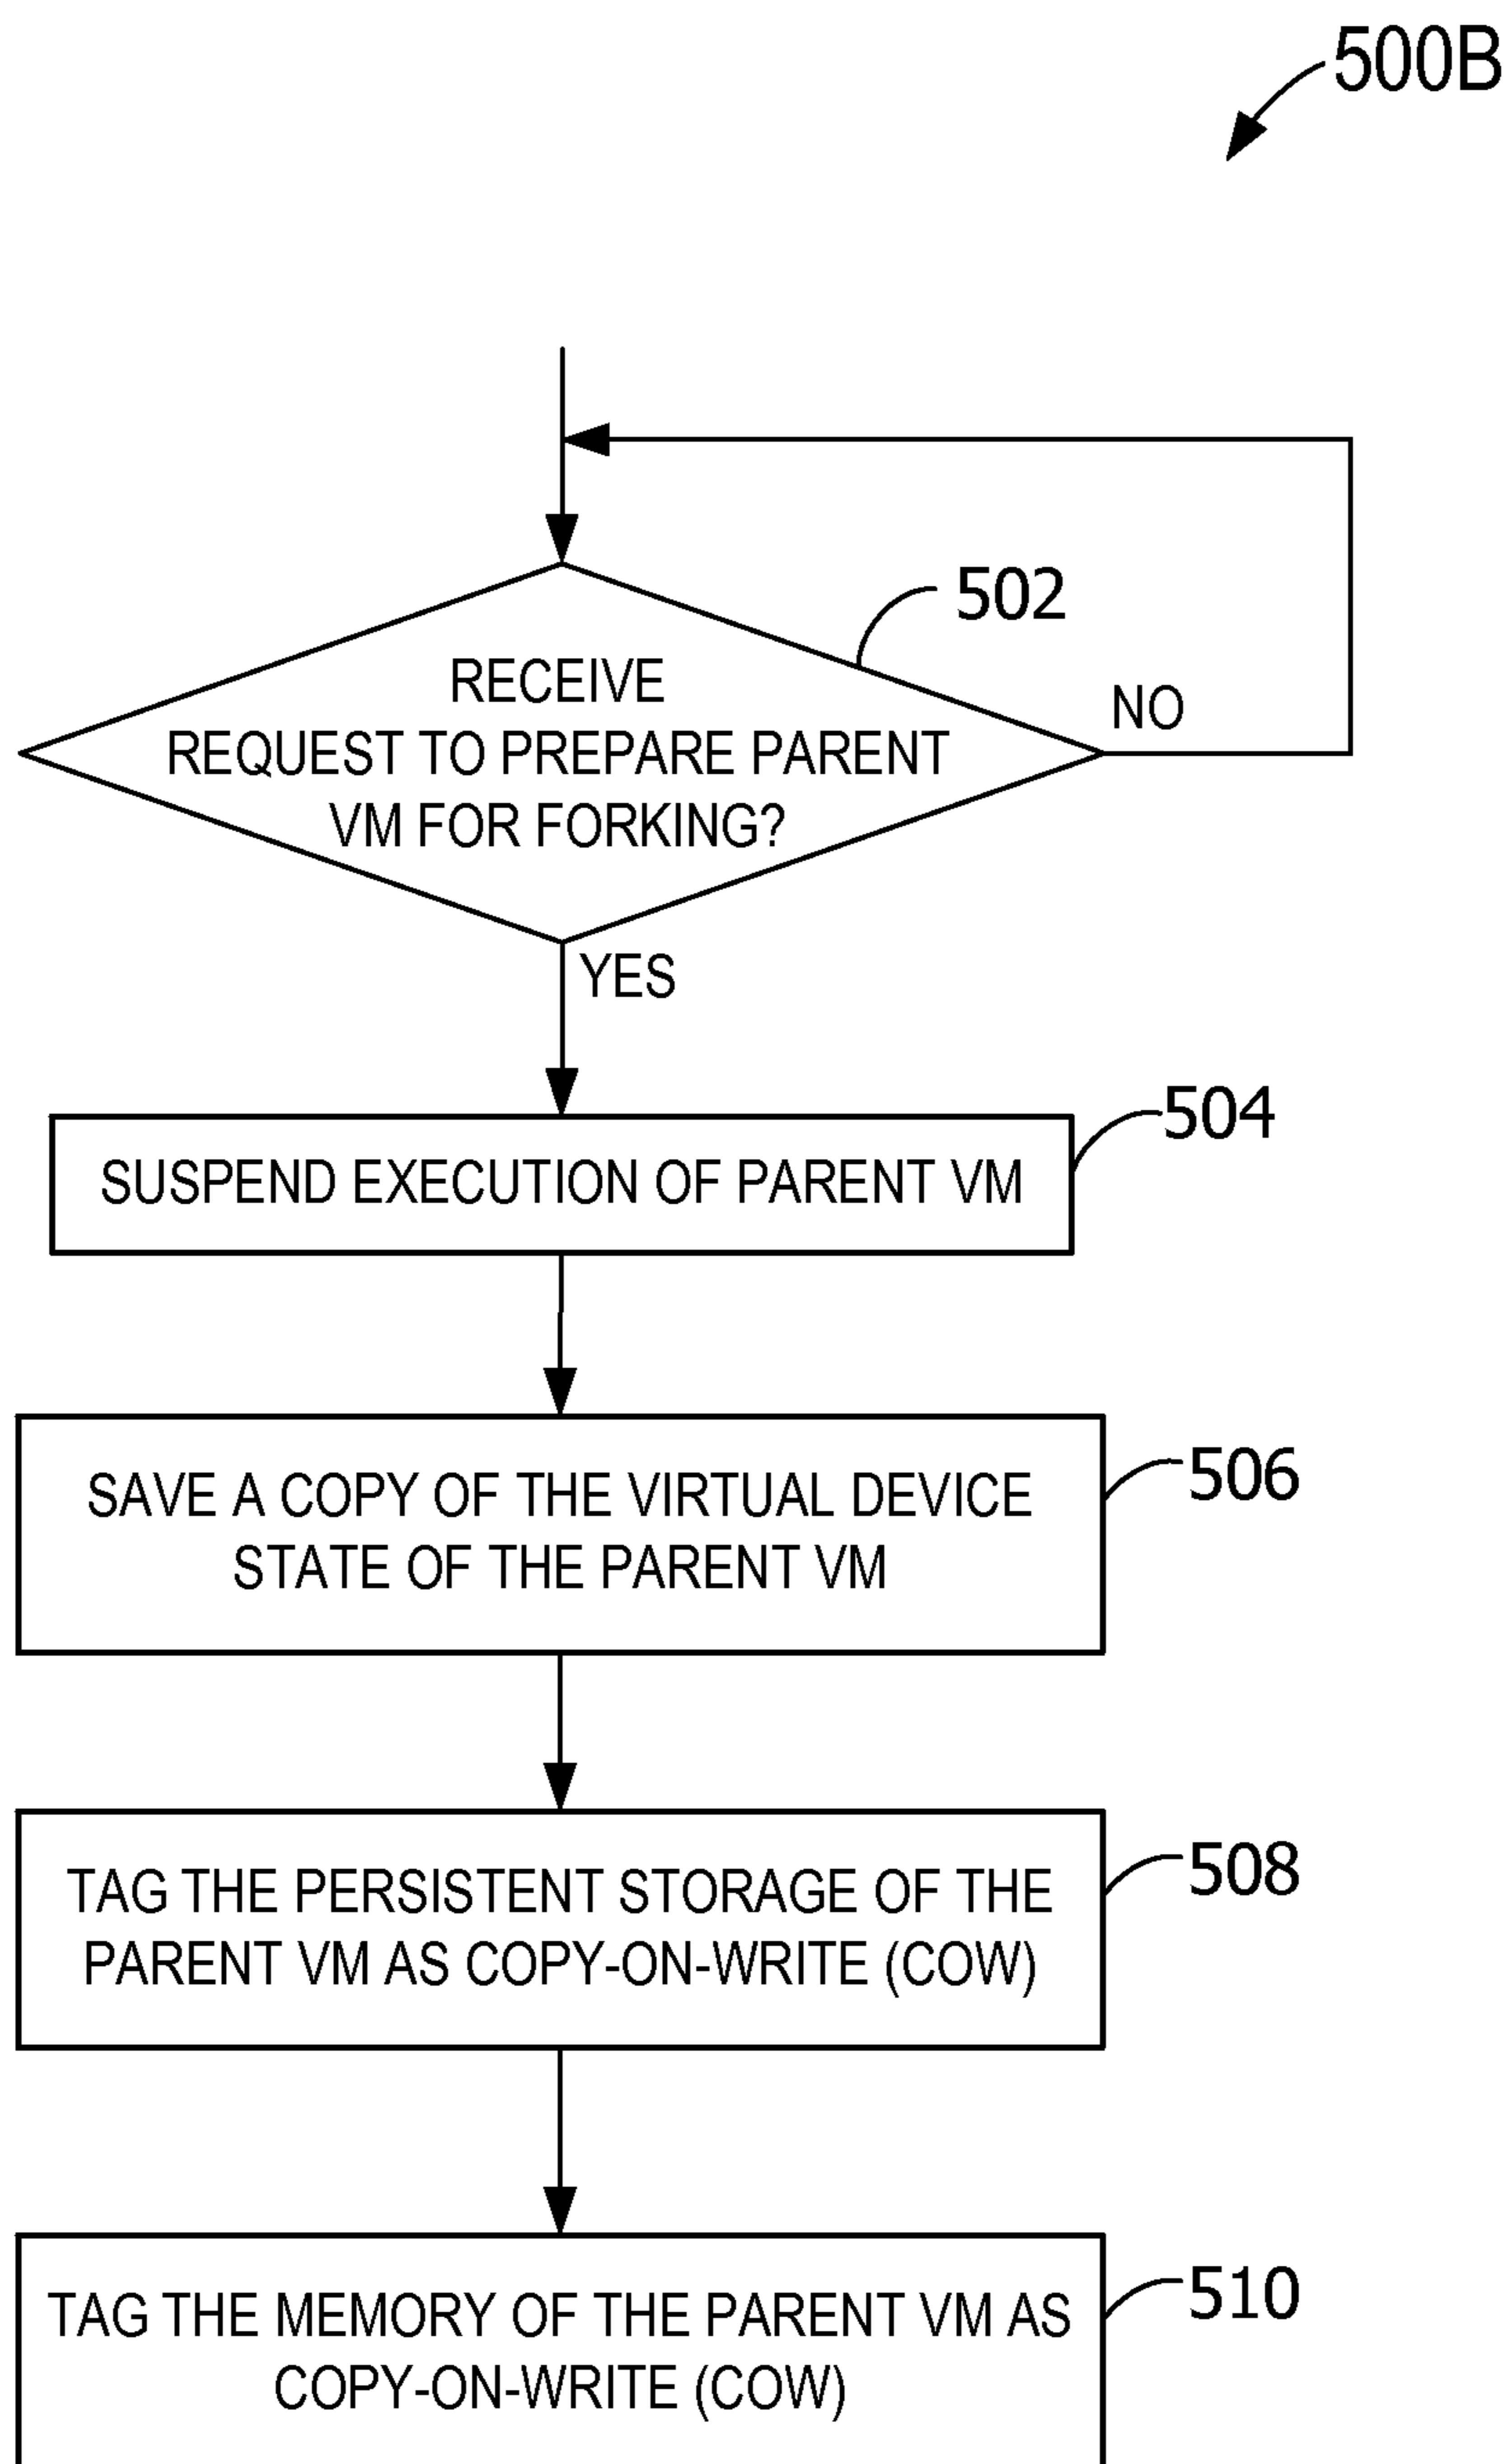 500B
502
RECEIVE
REQUEST TO PREPARE PARENT
VM FOR FORKING?
NO
YES
504
SUSPEND EXECUTION OF PARENT VM
506
SAVE A COPY OF THE VIRTUAL DEVICE
STATE OF THE PARENT VM
508
TAG THE PERSISTENT STORAGE OF THE
PARENT VM AS COPY-ON-WRITE (COW)
510
TAG THE MEMORY OF THE PARENT VM AS
COPY-ON-WRITE (COW)